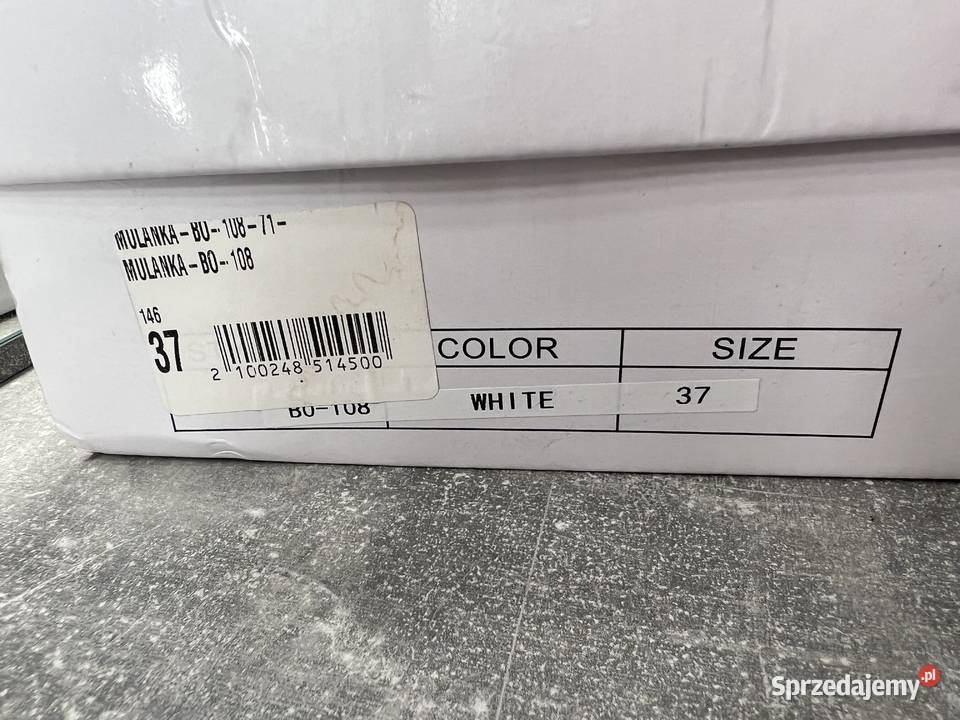 MULANKA-BO-108-71-
MULANKA-BO-108
146
37
2 100248 514500
COLOR
SIZE
BO-108
WHITE
37
Sprzedajemy.pl